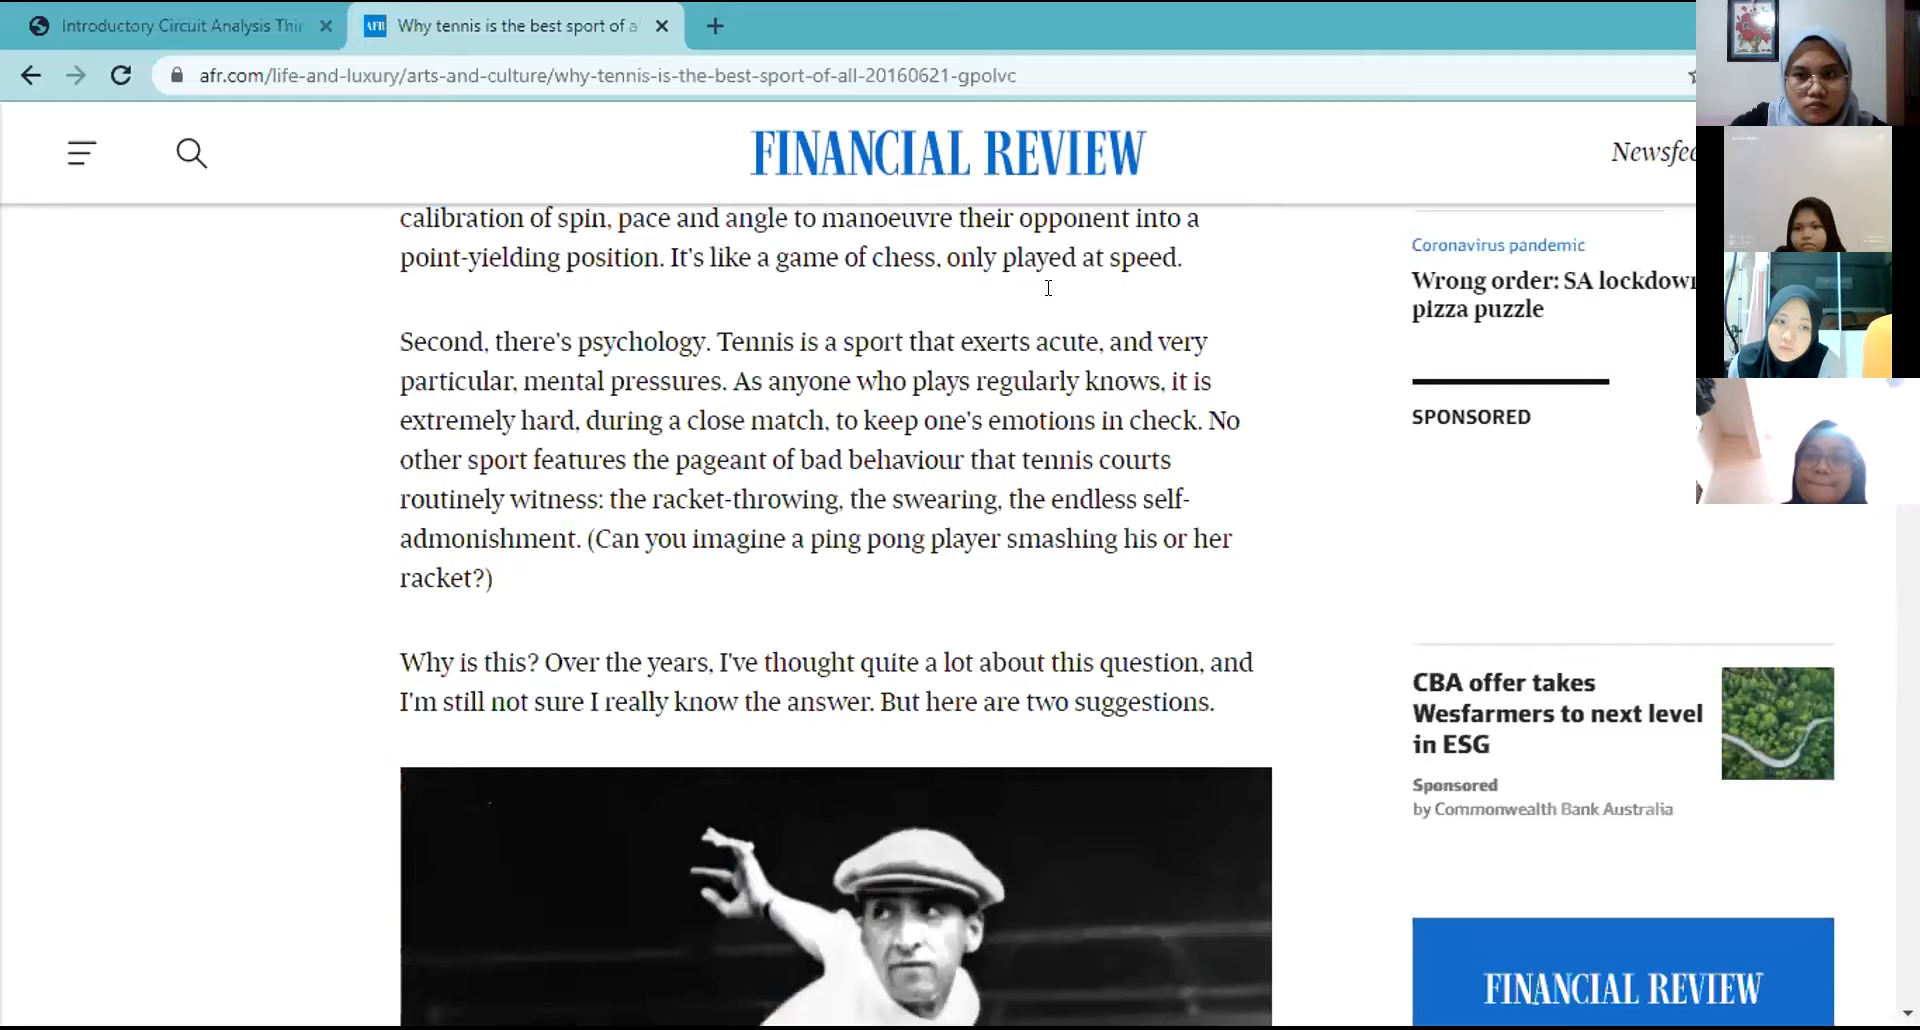 Introductory Circuit Analysis Thi
AFR
Why tennis is the best sport of a
afr.com/life-and-luxury/arts-and-culture/why-tennis-is-the-best-sport-of-all-20160621-gpolvc
FINANCIAL REVIEW
Newsfee
calibration of spin, pace and angle to manoeuvre their opponent into a
point-yielding position. It's like a game of chess, only played at speed.
Second, there's psychology. Tennis is a sport that exerts acute, and very
particular, mental pressures. As anyone who plays regularly knows, it is
extremely hard, during a close match, to keep one's emotions in check. No
other sport features the pageant of bad behaviour that tennis courts
routinely witness: the racket-throwing, the swearing, the endless self-
admonishment. (Can you imagine a ping pong player smashing his or her
racket?)
Why is this? Over the years, I've thought quite a lot about this question, and
I'm still not sure I really know the answer. But here are two suggestions.
Coronavirus pandemic
Wrong order: SA lockdown
pizza puzzle
SPONSORED
CBA offer takes
Wesfarmers to next level
in ESG
Sponsored
by Commonwealth Bank Australia
FINANCIAL REVIEW